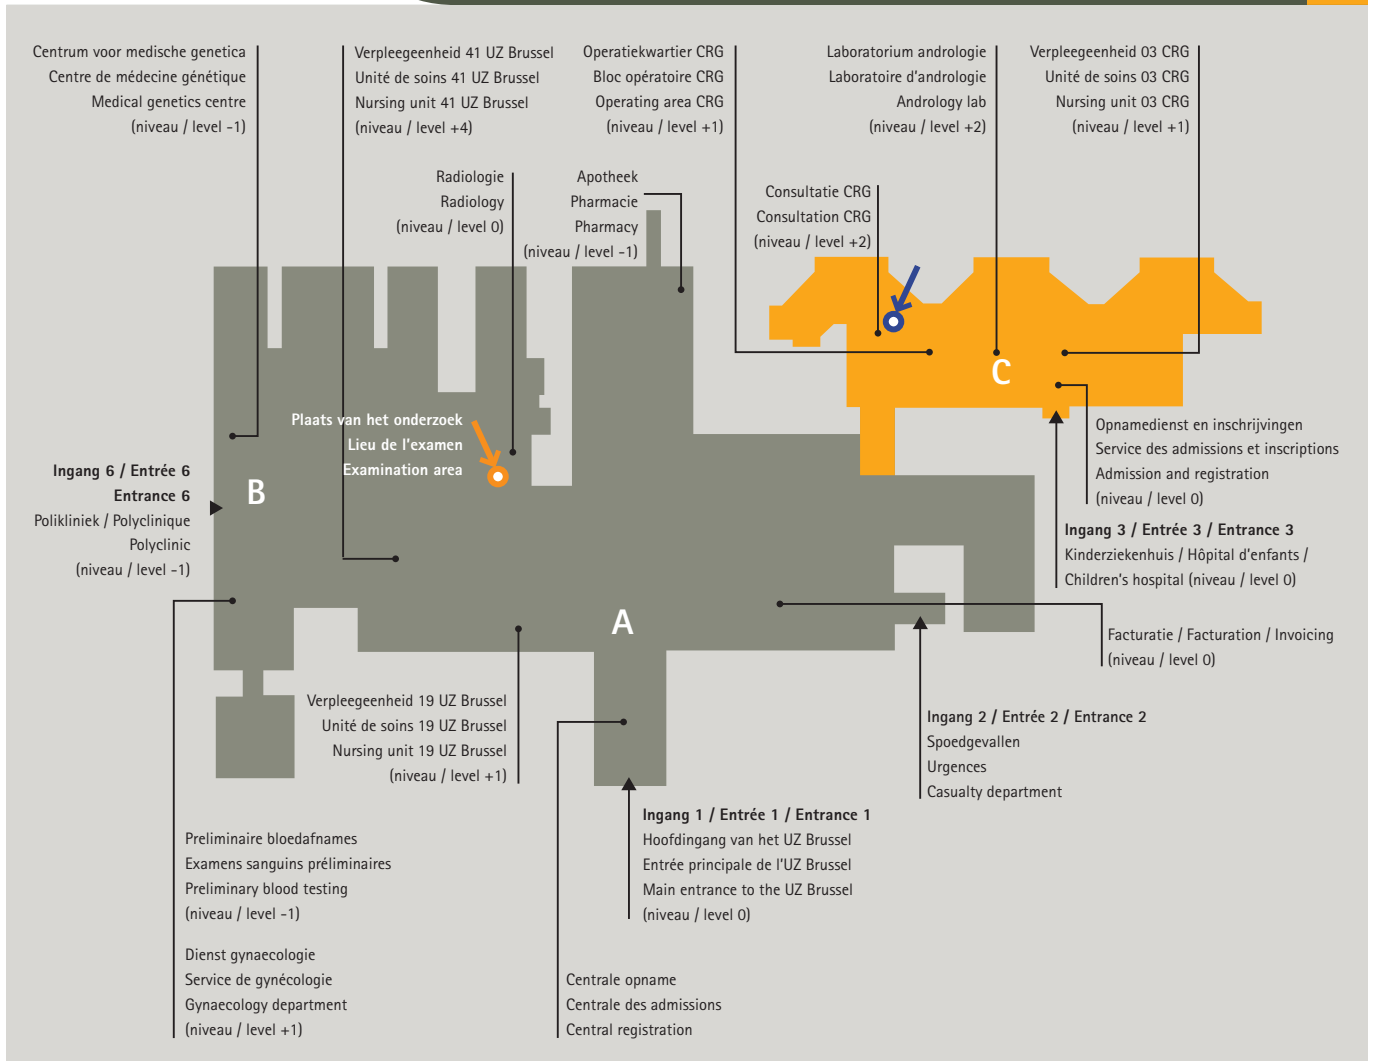 Centrum voor medische genetica
Centre de médecine génétique
Medical genetics centre
(niveau / level -1)
Verpleegeenheid 41 UZ Brussel
Unité de soins 41 UZ Brussel
Nursing unit 41 UZ Brussel
(niveau / level +4)
Operatiekwartier CRG
Bloc opératoire CRG
Operating area CRG
(niveau / level +1)
Laboratorium andrologie
Laboratoire d'andrologie
Andrology lab
(niveau / level +2)
Verpleegeenheid 03 CRG
Unité de soins 03 CRG
Nursing unit 03 CRG
(niveau / level +1)
Radiologie
Radiology
(niveau / level 0)
Apotheek
Pharmacie
Pharmacy
(niveau / level -1)
Consultatie CRG
Consultation CRG
(niveau / level +2)
C
Plaats van het onderzoek
Lieu de l'examen
Examination area
Opnamedienst en inschrijvingen
Service des admissions et inscriptions
Admission and registration
(niveau / level 0)
Ingang 6 / Entrée 6
Entrance 6
Polikliniek / Polyclinique
Polyclinic
(niveau / level -1)
B
Ingang 3 / Entrée 3 / Entrance 3
Kinderziekenhuis / Hôpital d'enfants /
Children's hospital (niveau / level 0)
A
Facturatie / Facturation / Invoicing
(niveau / level 0)
Verpleegeenheid 19 UZ Brussel
Unité de soins 19 UZ Brussel
Nursing unit 19 UZ Brussel
(niveau / level +1)
Ingang 2 / Entrée 2 / Entrance 2
Spoedgevallen
Urgences
Casualty department
Ingang 1 / Entrée 1 / Entrance 1
Hoofdingang van het UZ Brussel
Entrée principale de l'UZ Brussel
Main entrance to the UZ Brussel
(niveau / level 0)
Preliminaire bloedafnames
Examens sanguins préliminaires
Preliminary blood testing
(niveau / level -1)
Dienst gynaecologie
Service de gynécologie
Gynaecology department
(niveau / level +1)
Centrale opname
Centrale des admissions
Central registration